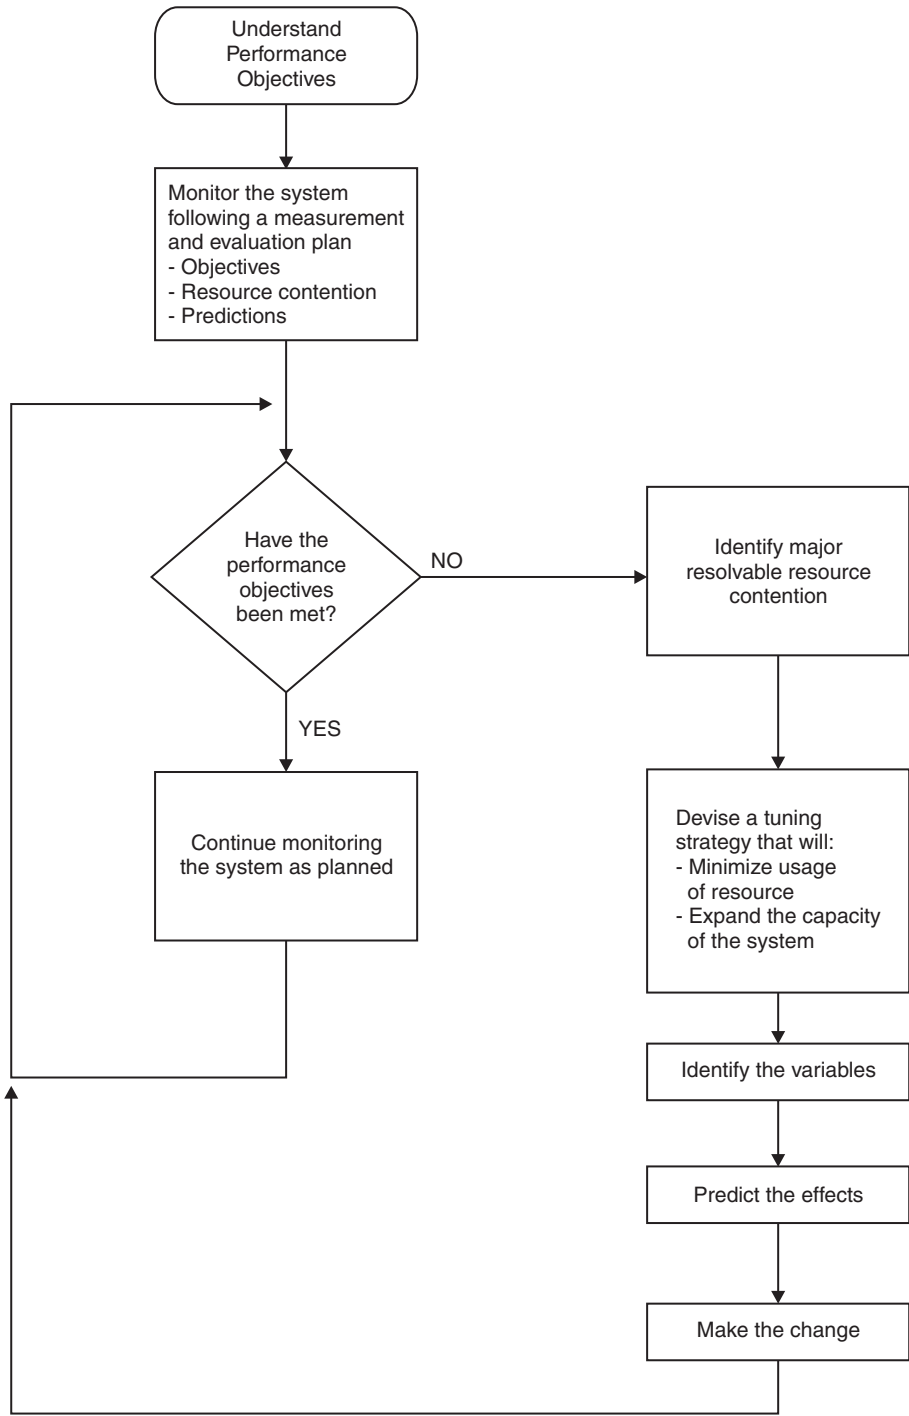 Understand
Performance
Objectives
Monitor the system
following a measurement
and evaluation plan
- Objectives
- Resource contention
- Predictions
Have the
performance
objectives
been met?
NO
Identify major
resolvable resource
contention
YES
Continue monitoring
the system as planned
Devise a tuning
strategy that will:
- Minimize usage
of resource
- Expand the capacity
of the system
Identify the variables
Predict the effects
Make the change